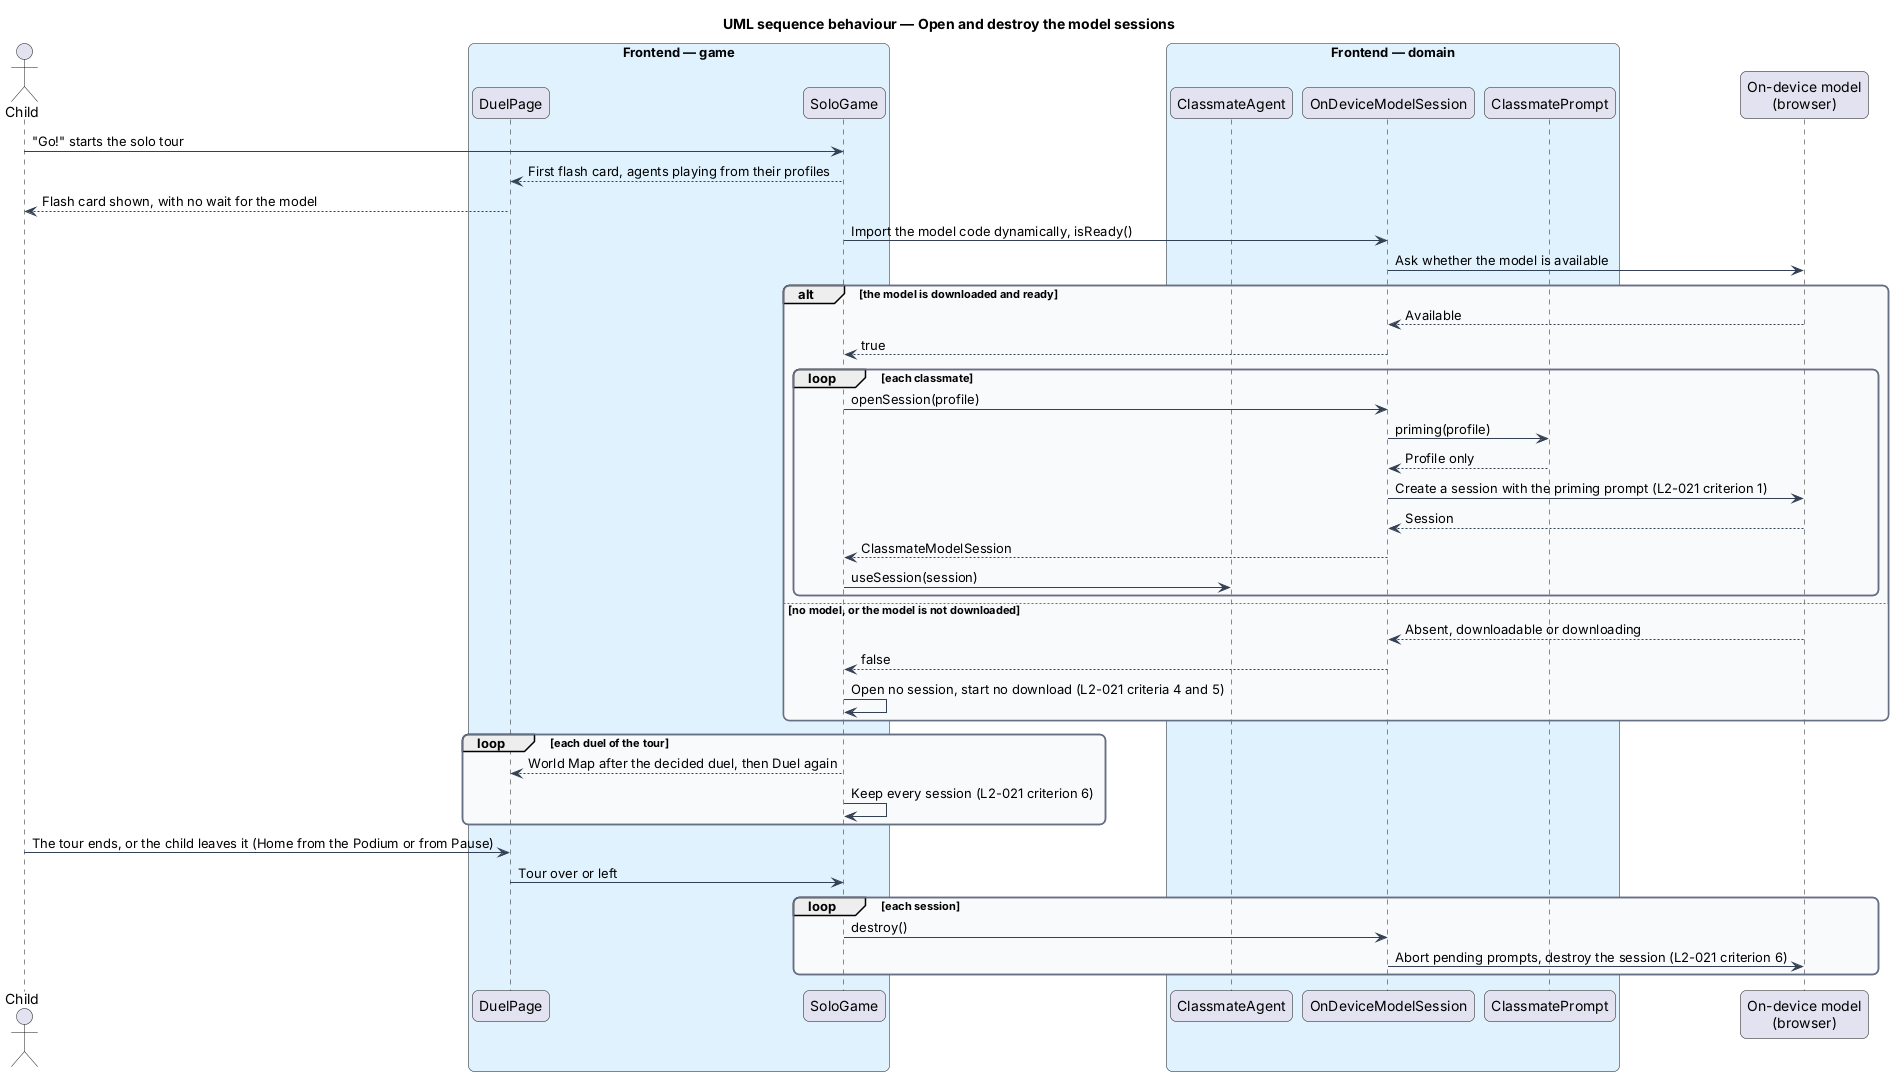 UML sequence behaviour — Open and destroy the model sessions
Frontend — game
Frontend — domain
Child
DuelPage
SoloGame
ClassmateAgent
OnDeviceModelSession
ClassmatePrompt
On-device model
(browser)
"Go!" starts the solo tour
First flash card, agents playing from their profiles
Flash card shown, with no wait for the model
Import the model code dynamically, isReady()
Ask whether the model is available
alt
[the model is downloaded and ready]
Available
true
loop
[each classmate]
openSession(profile)
priming(profile)
Profile only
Create a session with the priming prompt (L2-021 criterion 1)
Session
ClassmateModelSession
useSession(session)
[no model, or the model is not downloaded]
Absent, downloadable or downloading
false
Open no session, start no download (L2-021 criteria 4 and 5)
loop
[each duel of the tour]
World Map after the decided duel, then Duel again
Keep every session (L2-021 criterion 6)
The tour ends, or the child leaves it (Home from the Podium or from Pause)
Tour over or left
loop
[each session]
destroy()
Abort pending prompts, destroy the session (L2-021 criterion 6)
Child
DuelPage
SoloGame
ClassmateAgent
OnDeviceModelSession
ClassmatePrompt
On-device model
(browser)